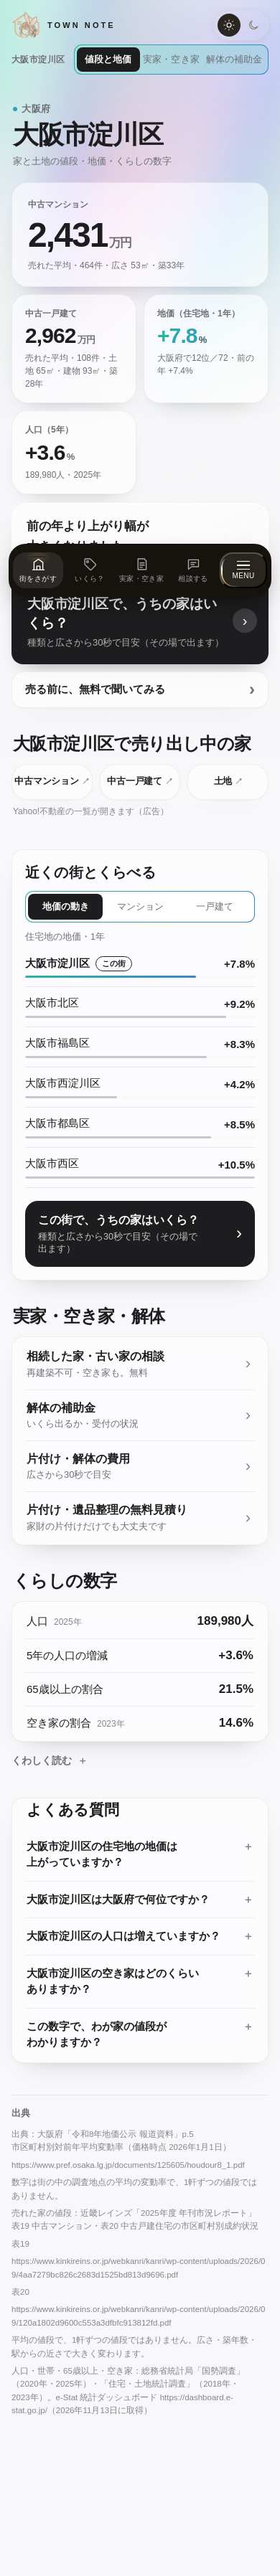 TOWN NOTE
大阪市淀川区
値段と地価
実家・空き家
解体の補助金
大阪府
大阪市淀川区
家と土地の値段・地価・くらしの数字
中古マンション
2,431万円
売れた平均・464件・広さ 53㎡・築33年
中古一戸建て
2,962万円
売れた平均・108件・土
地 65㎡・建物 93㎡・築
28年
地価（住宅地・1年）
+7.8%
大阪府で12位／72・前の
年 +7.4%
人口（5年）
+3.6%
189,980人・2025年
前の年より上がり幅が
街をさがす
いくら？
実家・空き家
相談する
MENU
大阪市淀川区で、うちの家はい
くら？
種類と広さから30秒で目安（その場で出ます）
売る前に、無料で聞いてみる
大阪市淀川区で売り出し中の家
中古マンション ↗
中古一戸建て ↗
土地 ↗
Yahoo!不動産の一覧が開きます（広告）
近くの街とくらべる
地価の動き
マンション
一戸建て
住宅地の地価・1年
大阪市淀川区 この街 +7.8%
大阪市北区 +9.2%
大阪市福島区 +8.3%
大阪市西淀川区 +4.2%
大阪市都島区 +8.5%
大阪市西区 +10.5%
この街で、うちの家はいくら？
種類と広さから30秒で目安（その場で
出ます）
実家・空き家・解体
相続した家・古い家の相談
再建築不可・空き家も。無料
解体の補助金
いくら出るか・受付の状況
片付け・解体の費用
広さから30秒で目安
片付け・遺品整理の無料見積り
家財の片付けだけでも大丈夫です
くらしの数字
人口 2025年 189,980人
5年の人口の増減 +3.6%
65歳以上の割合 21.5%
空き家の割合 2023年 14.6%
くわしく読む ＋
よくある質問
大阪市淀川区の住宅地の地価は
上がっていますか？ +
大阪市淀川区は大阪府で何位ですか？ +
大阪市淀川区の人口は増えていますか？ +
大阪市淀川区の空き家はどのくらい
ありますか？ +
この数字で、わが家の値段が
わかりますか？ +
出典
出典：大阪府「令和8年地価公示 報道資料」p.5
市区町村別対前年平均変動率（価格時点 2026年1月1日）
https://www.pref.osaka.lg.jp/documents/125605/houdour8_1.pdf
数字は街の中の調査地点の平均の変動率で、1軒ずつの値段では
ありません。
売れた家の値段：近畿レインズ「2025年度 年刊市況レポート」
表19 中古マンション・表20 中古戸建住宅の市区町村別成約状況
表19
https://www.kinkireins.or.jp/webkanri/kanri/wp-content/uploads/2026/0
9/4aa7279bc826c2683d1525bd813d9696.pdf
表20
https://www.kinkireins.or.jp/webkanri/kanri/wp-content/uploads/2026/0
9/120a1802d9600c553a3dfbfc913812fd.pdf
平均の値段で、1軒ずつの値段ではありません。広さ・築年数・
駅からの近さで大きく変わります。
人口・世帯・65歳以上・空き家：総務省統計局「国勢調査」
（2020年・2025年）・「住宅・土地統計調査」（2018年・
2023年）。e-Stat 統計ダッシュボード https://dashboard.e-
stat.go.jp/（2026年11月13日に取得）